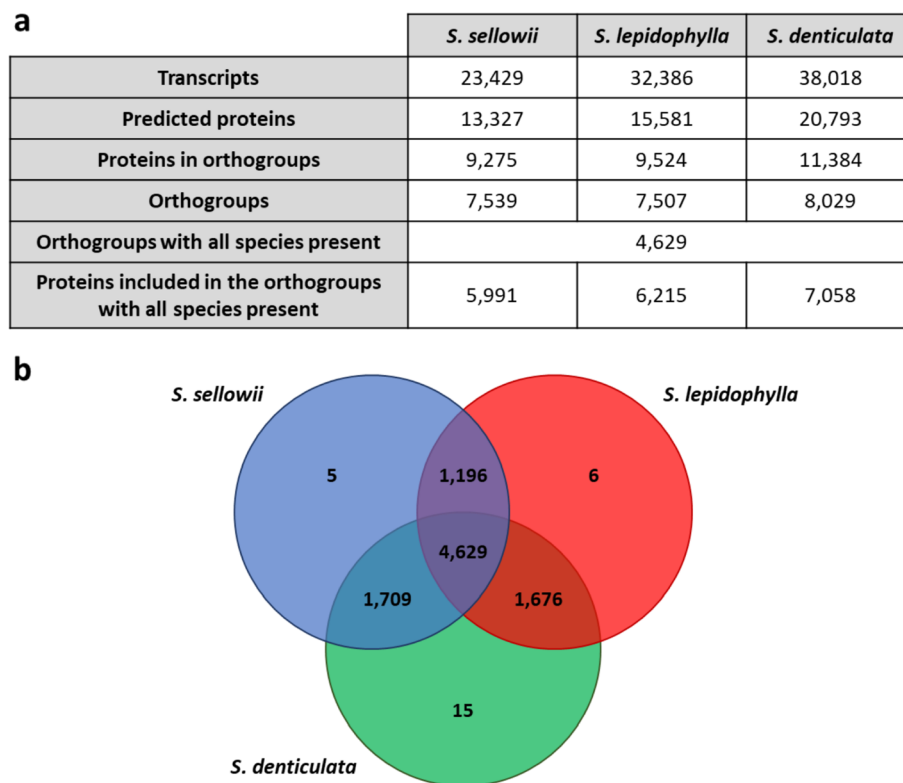 a
S. sellowii S. lepidophylla S. denticulata
Transcripts 23,429 32,386 38,018
Predicted proteins 13,327 15,581 20,793
Proteins in orthogroups 9,275 9,524 11,384
Orthogroups 7,539 7,507 8,029
Orthogroups with all species present 4,629
Proteins included in the orthogroups
with all species present 5,991 6,215 7,058
b
S. sellowii S. lepidophylla
5 1,196 6
4,629
1,709 1,676
15
S. denticulata